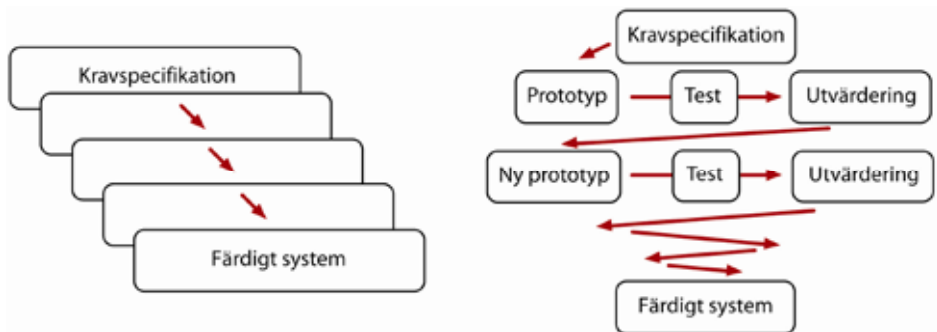 Kravspecifikation
Färdigt system
Kravspecifikation
Prototyp
Test
Utvärdering
Ny prototyp
Test
Utvärdering
Färdigt system